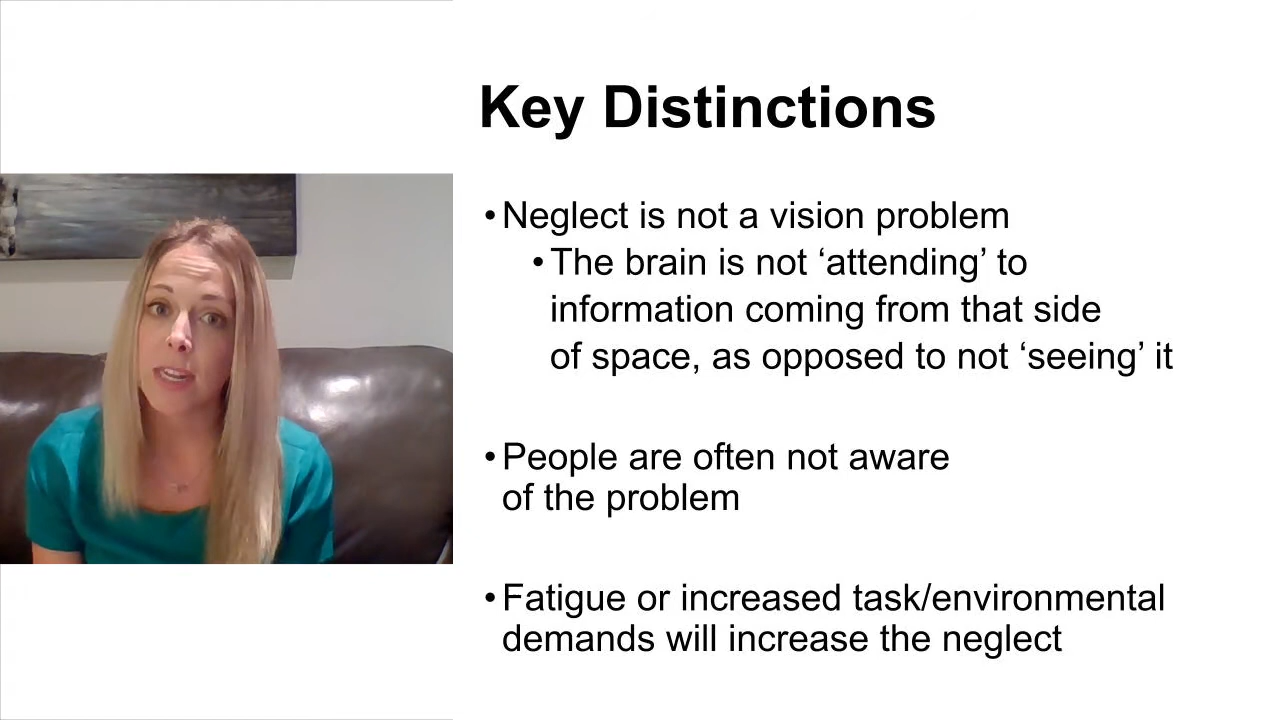 Key Distinctions
•Neglect is not a vision problem
•The brain is not ‘attending’ to
information coming from that side
of space, as opposed to not ‘seeing’ it
•People are often not aware
of the problem
•Fatigue or increased task/environmental
demands will increase the neglect